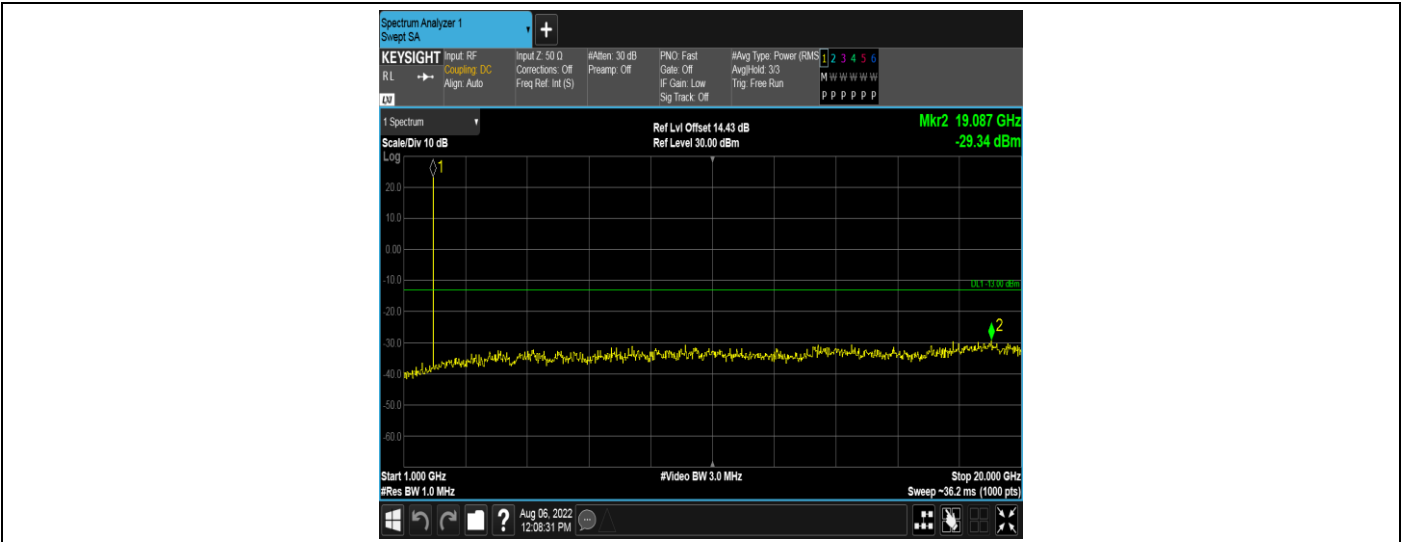 Spectrum Analyzer 1
Swept SA
+
KEYSIGHT
RL
Input: RF
Coupling: DC
Align: Auto
Input Z: 50 Ω
Corrections: Off
Freq Ref: Int (S)
#Atten: 30 dB
Preamp: Off
PNO: Fast
Gate: Off
IF Gain: Low
Sig Track: Off
#Avg Type: Power (RMS
Avg|Hold: 3/3
Trig: Free Run
1 2 3 4 5 6
M W W W W W
P P P P P P
1 Spectrum
Scale/Div 10 dB
Ref Lvl Offset 14.43 dB
Ref Level 30.00 dBm
Mkr2 19.087 GHz
-29.34 dBm
Log
1
20.0
10.0
0.00
-10.0
DL1 -13.00 dBm
-20.0
2
-30.0
-40.0
-50.0
-60.0
Start 1.000 GHz
#Video BW 3.0 MHz
Stop 20.000 GHz
#Res BW 1.0 MHz
Sweep ~36.2 ms (1000 pts)
?
Aug 06, 2022
12:08:31 PM